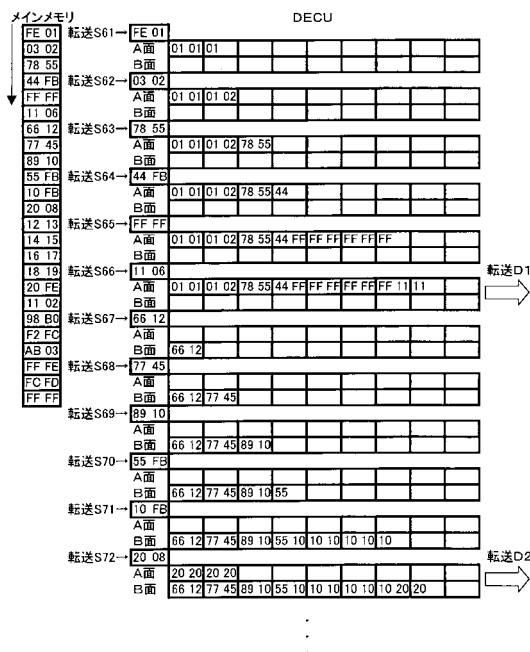 メインメモリ
DECU
FE 01 転送S61→ FE 01
03 02 A面 01 01 01
78 55 B面
44 FB 転送S62→ 03 02
FF FF A面 01 01 01 02
11 06 B面
66 12 転送S63→ 78 55
77 45 A面 01 01 01 02 78 55
89 10 B面
55 FB 転送S64→ 44 FB
10 FB A面 01 01 01 02 78 55 44
20 08 B面
12 13 転送S65→ FF FF
14 15 A面 01 01 01 02 78 55 44 FF FF FF FF FF FF
16 17 B面
18 19 転送S66→ 11 06 転送D1
20 FE A面 01 01 01 02 78 55 44 FF FF FF FF FF FF 11 11
11 02 B面
98 B0 転送S67→ 66 12
F2 FC A面
AB 03 B面 66 12
FF FE 転送S68→ 77 45
FC FD A面
FF FF B面 66 12 77 45
転送S69→ 89 10
A面
B面 66 12 77 45 89 10
転送S70→ 55 FB
A面
B面 66 12 77 45 89 10 55
転送S71→ 10 FB
A面
B面 66 12 77 45 89 10 55 10 10 10 10 10 10
転送S72→ 20 08 転送D2
A面 20 20 20 20
B面 66 12 77 45 89 10 55 10 10 10 10 10 10 20 20